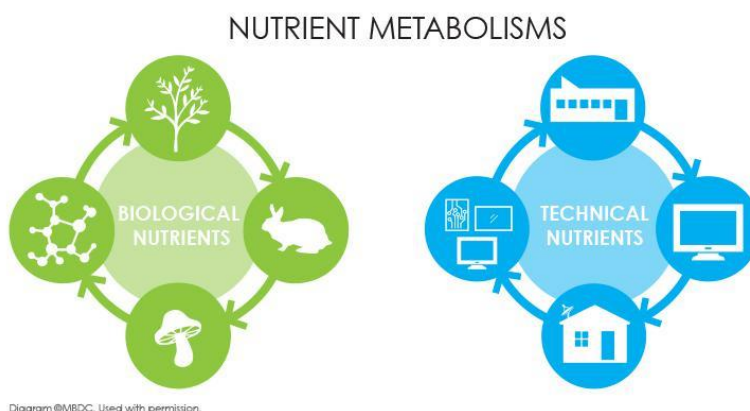 NUTRIENT METABOLISMS
BIOLOGICAL
NUTRIENTS
TECHNICAL
NUTRIENTS
Diagram ©MBDC. Used with permission.